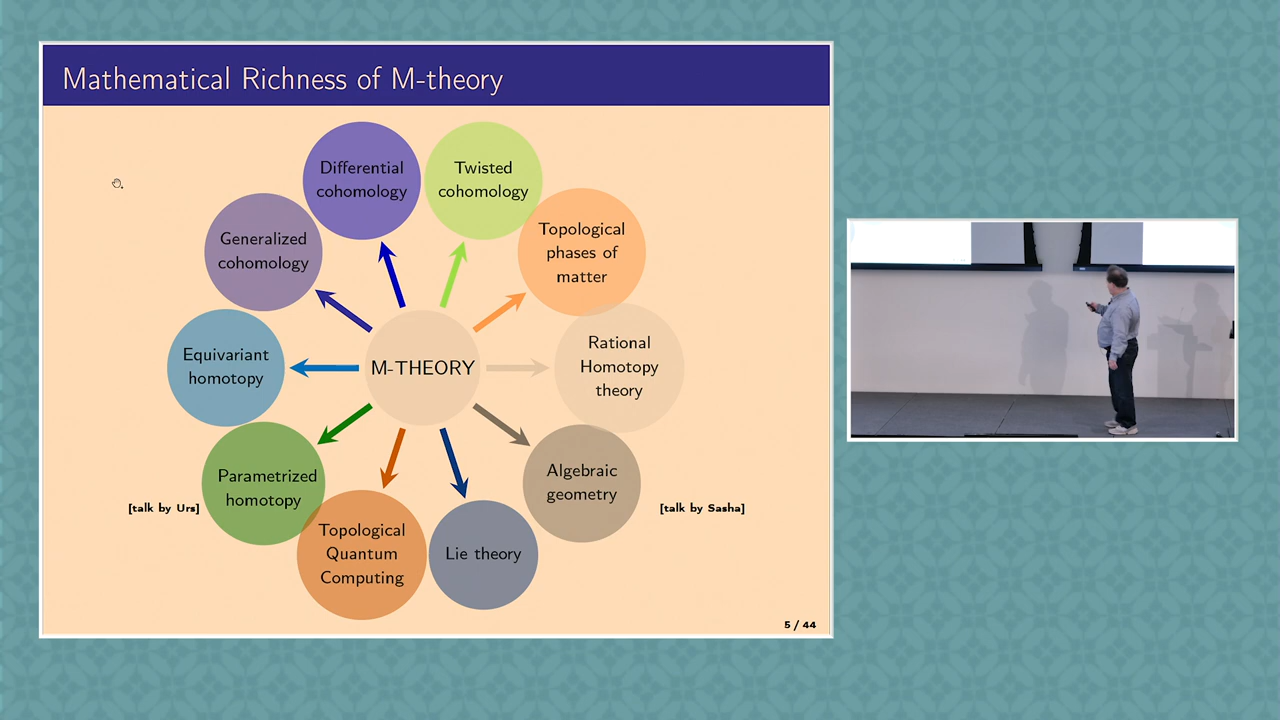 Mathematical Richness of M-theory
Differential
cohomology
Twisted
cohomology
Topological
phases of
matter
Generalized
cohomology
Rational
Homotopy
theory
Equivariant
homotopy
M-THEORY
Algebraic
geometry
Parametrized
homotopy
[talk by Urs]
[talk by Sasha]
Topological
Quantum
Computing
Lie theory
5 / 44